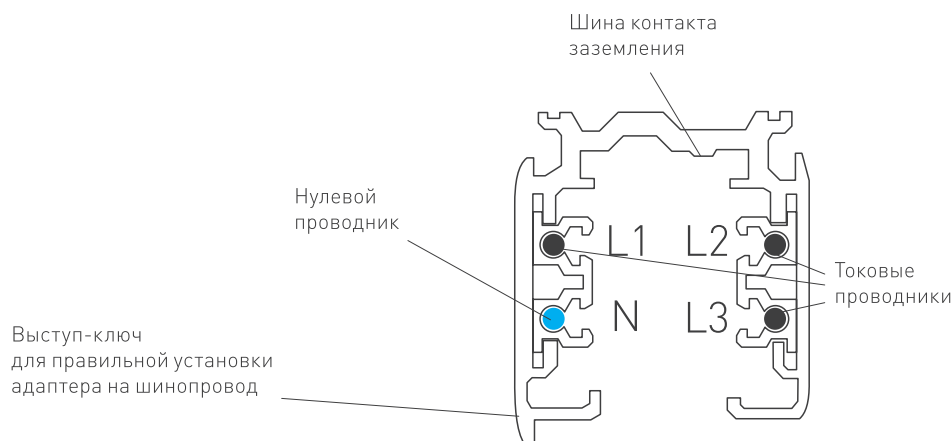 Шина контакта
заземления
Нулевой
проводник
L1
L2
Токовые
проводники
N
L3
Выступ-ключ
для правильной установки
адаптера на шинопровод